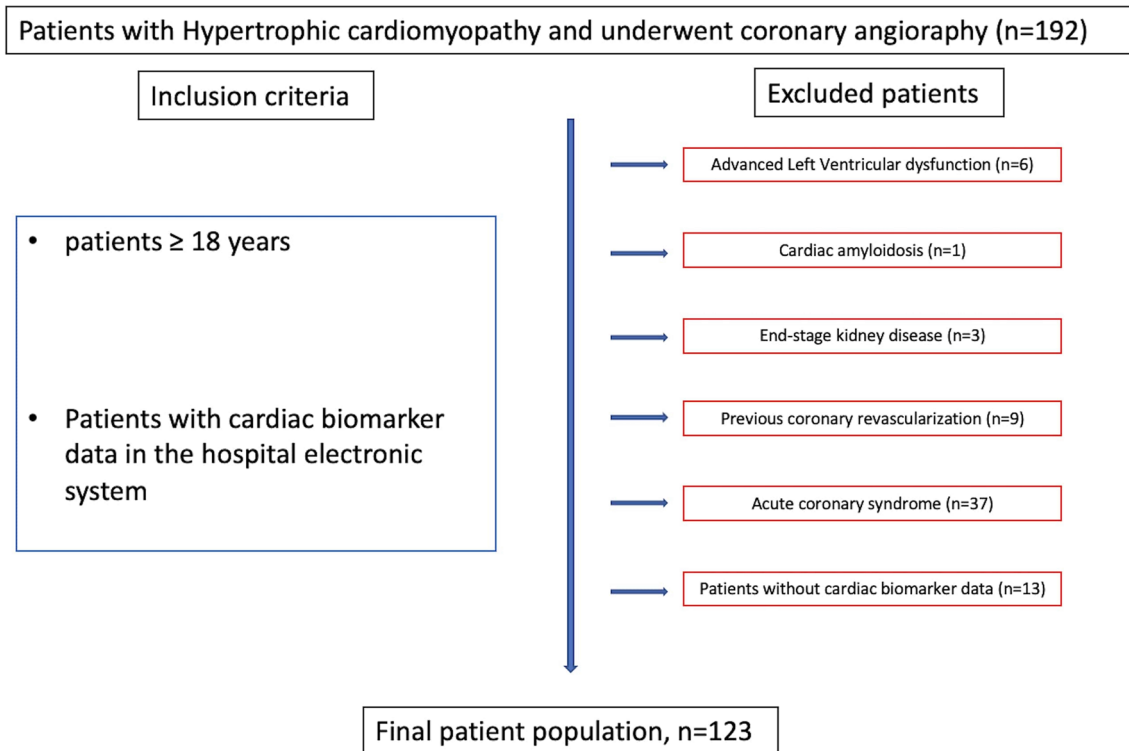 Patients with Hypertrophic cardiomyopathy and underwent coronary angioraphy (n=192)
Inclusion criteria
Excluded patients
• patients ≥ 18 years
• Patients with cardiac biomarker
data in the hospital electronic
system
Advanced Left Ventricular dysfunction (n=6)
Cardiac amyloidosis (n=1)
End-stage kidney disease (n=3)
Previous coronary revascularization (n=9)
Acute coronary syndrome (n=37)
Patients without cardiac biomarker data (n=13)
Final patient population, n=123